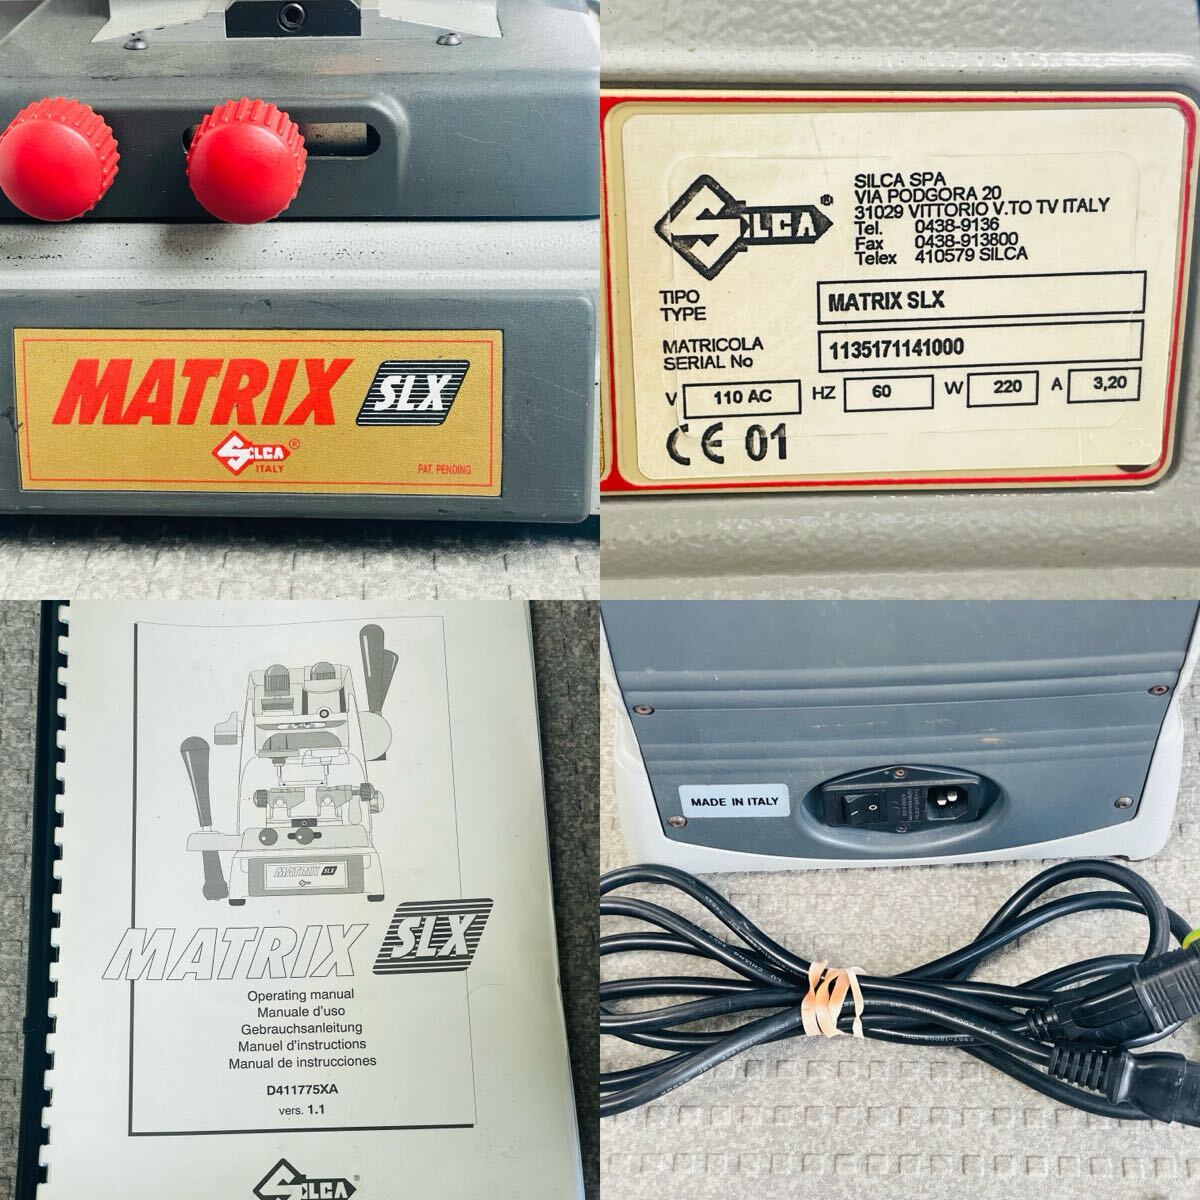 MATRIX SLX
SILCA®
ITALY
PAT. PENDING
SILCA®
SILCA SPA
VIA PODGORA 20
31029 VITTORIO V.TO TV ITALY
Tel. 0438-9136
Fax 0438-913800
Telex 410579 SILCA
TIPO
TYPE
MATRIX SLX
MATRICOLA
SERIAL No
1135171141000
V 110 AC HZ 60 W 220 A 3,20
CE 01
MATRIX SLX
MATRIX SLX
Operating manual
Manuale d'uso
Gebrauchsanleitung
Manuel d'instructions
Manual de instrucciones
D411775XA
vers. 1.1
SILCA®
MADE IN ITALY